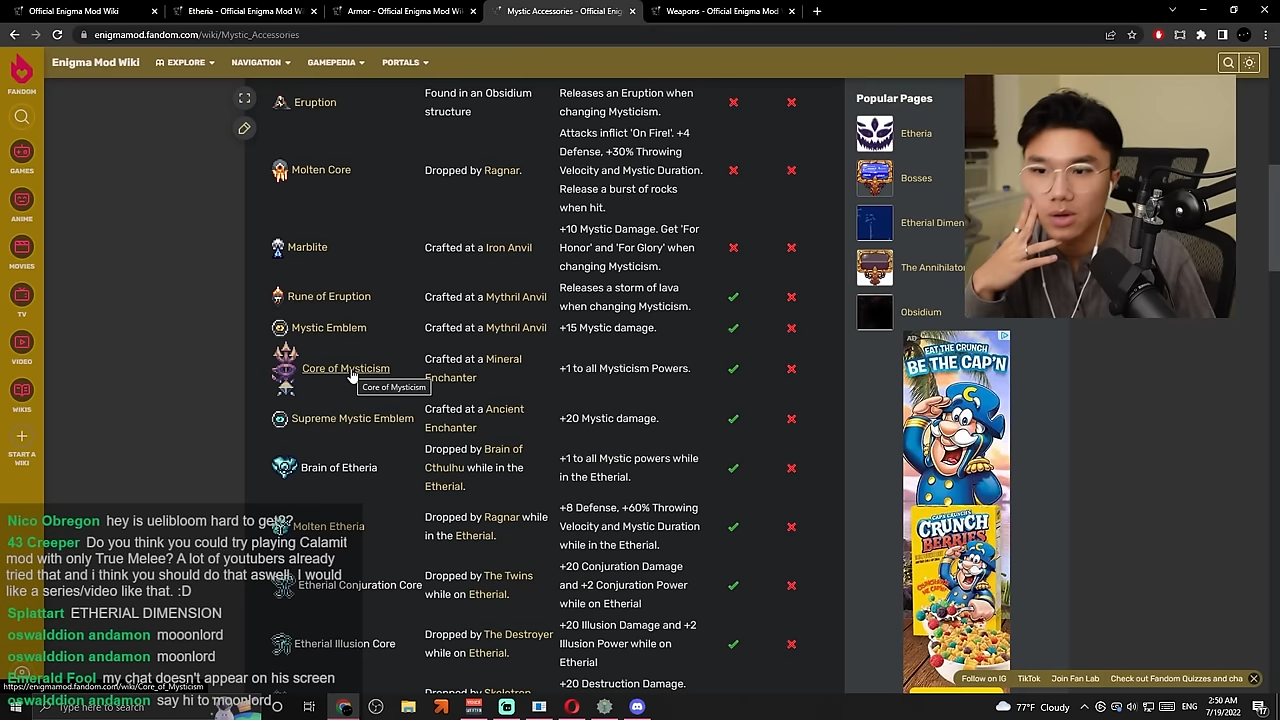 Official Enigma Mod Wiki
Etheria - Official Enigma Mod W
Armor - Official Enigma Mod Wiki
Mystic Accessories - Official Enig
Weapons - Official Enigma Mod
enigmamod.fandom.com/wiki/Mystic_Accessories
FANDOM
Enigma Mod Wiki
EXPLORE
NAVIGATION
GAMEPEDIA
PORTALS
GAMES
ANIME
MOVIES
TV
VIDEO
WIKIS
START A
WIKI
Eruption
Found in an Obsidium
structure
Releases an Eruption when
changing Mysticism.
Molten Core
Dropped by Ragnar.
Attacks inflict 'On Fire!'. +4
Defense, +30% Throwing
Velocity and Mystic Duration.
Release a burst of rocks
when hit.
Marblite
Crafted at a Iron Anvil
+10 Mystic Damage. Get 'For
Honor' and 'For Glory' when
changing Mysticism.
Rune of Eruption
Crafted at a Mythril Anvil
Releases a storm of lava
when changing Mysticism.
Mystic Emblem
Crafted at a Mythril Anvil
+15 Mystic damage.
Core of Mysticism
Core of Mysticism
Crafted at a Mineral
Enchanter
+1 to all Mysticism Powers.
Supreme Mystic Emblem
Crafted at a Ancient
Enchanter
+20 Mystic damage.
Brain of Etheria
Dropped by Brain of
Cthulhu while in the
Etherial.
+1 to all Mystic powers while
in the Etherial.
Molten Etheria
Dropped by Ragnar while
in the Etherial.
+8 Defense, +60% Throwing
Velocity and Mystic Duration
while in the Etherial.
Etherial Conjuration Core
Dropped by The Twins
while on Etherial.
+20 Conjuration Damage
and +2 Conjuration Power
while on Etherial
Etherial Illusion Core
Dropped by The Destroyer
while on Etherial.
+20 Illusion Damage and +2
Illusion Power while on
Etherial
Dropped by Skeletron
+20 Destruction Damage.
Popular Pages
Etheria
Bosses
Etherial Dimen
The Annihilato
Obsidium
AD
EAT THE CRUNCH
BE THE CAP'N
CAP'N CRUNCH'S
CRUNCH
BERRIES
Follow on IG
TikTok
Join Fan Lab
Check out Fandom Quizzes and cha
Nico Obregon hey is uelibloom hard to get?
43 Creeper Do you think you could try playing Calamit
mod with only True Melee? A lot of youtubers already
tried that and i think you should do that aswell. I would
like a series/video like that. :D
Splattart ETHERIAL DIMENSION
oswalddion andamon mooonlord
oswalddion andamon moonlord
Emerald Fool my chat doesn't appear on his screen
oswalddion andamon say hi to moonlord
https://enigmamod.fandom.com/wiki/Core_of_Mysticism
Type here to search
77°F Cloudy
ENG
2:50 AM
7/19/2022